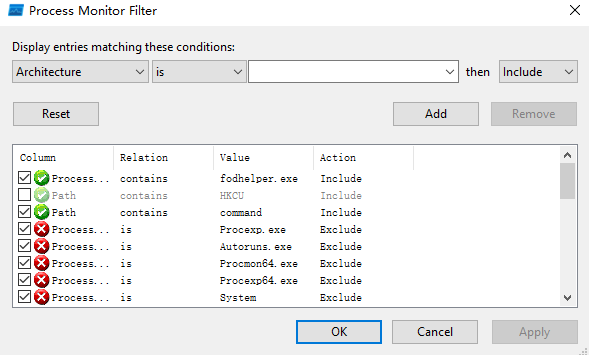 Process Monitor Filter
Display entries matching these conditions:
Architecture is then Include
Reset Add Remove
Column Relation Value Action
Process... contains fodhelper.exe Include
Path contains HKCU Include
Path contains command Include
Process... is Procexp.exe Exclude
Process... is Autoruns.exe Exclude
Process... is Procmon64.exe Exclude
Process... is Procexp64.exe Exclude
Process... is System Exclude
OK Cancel Apply